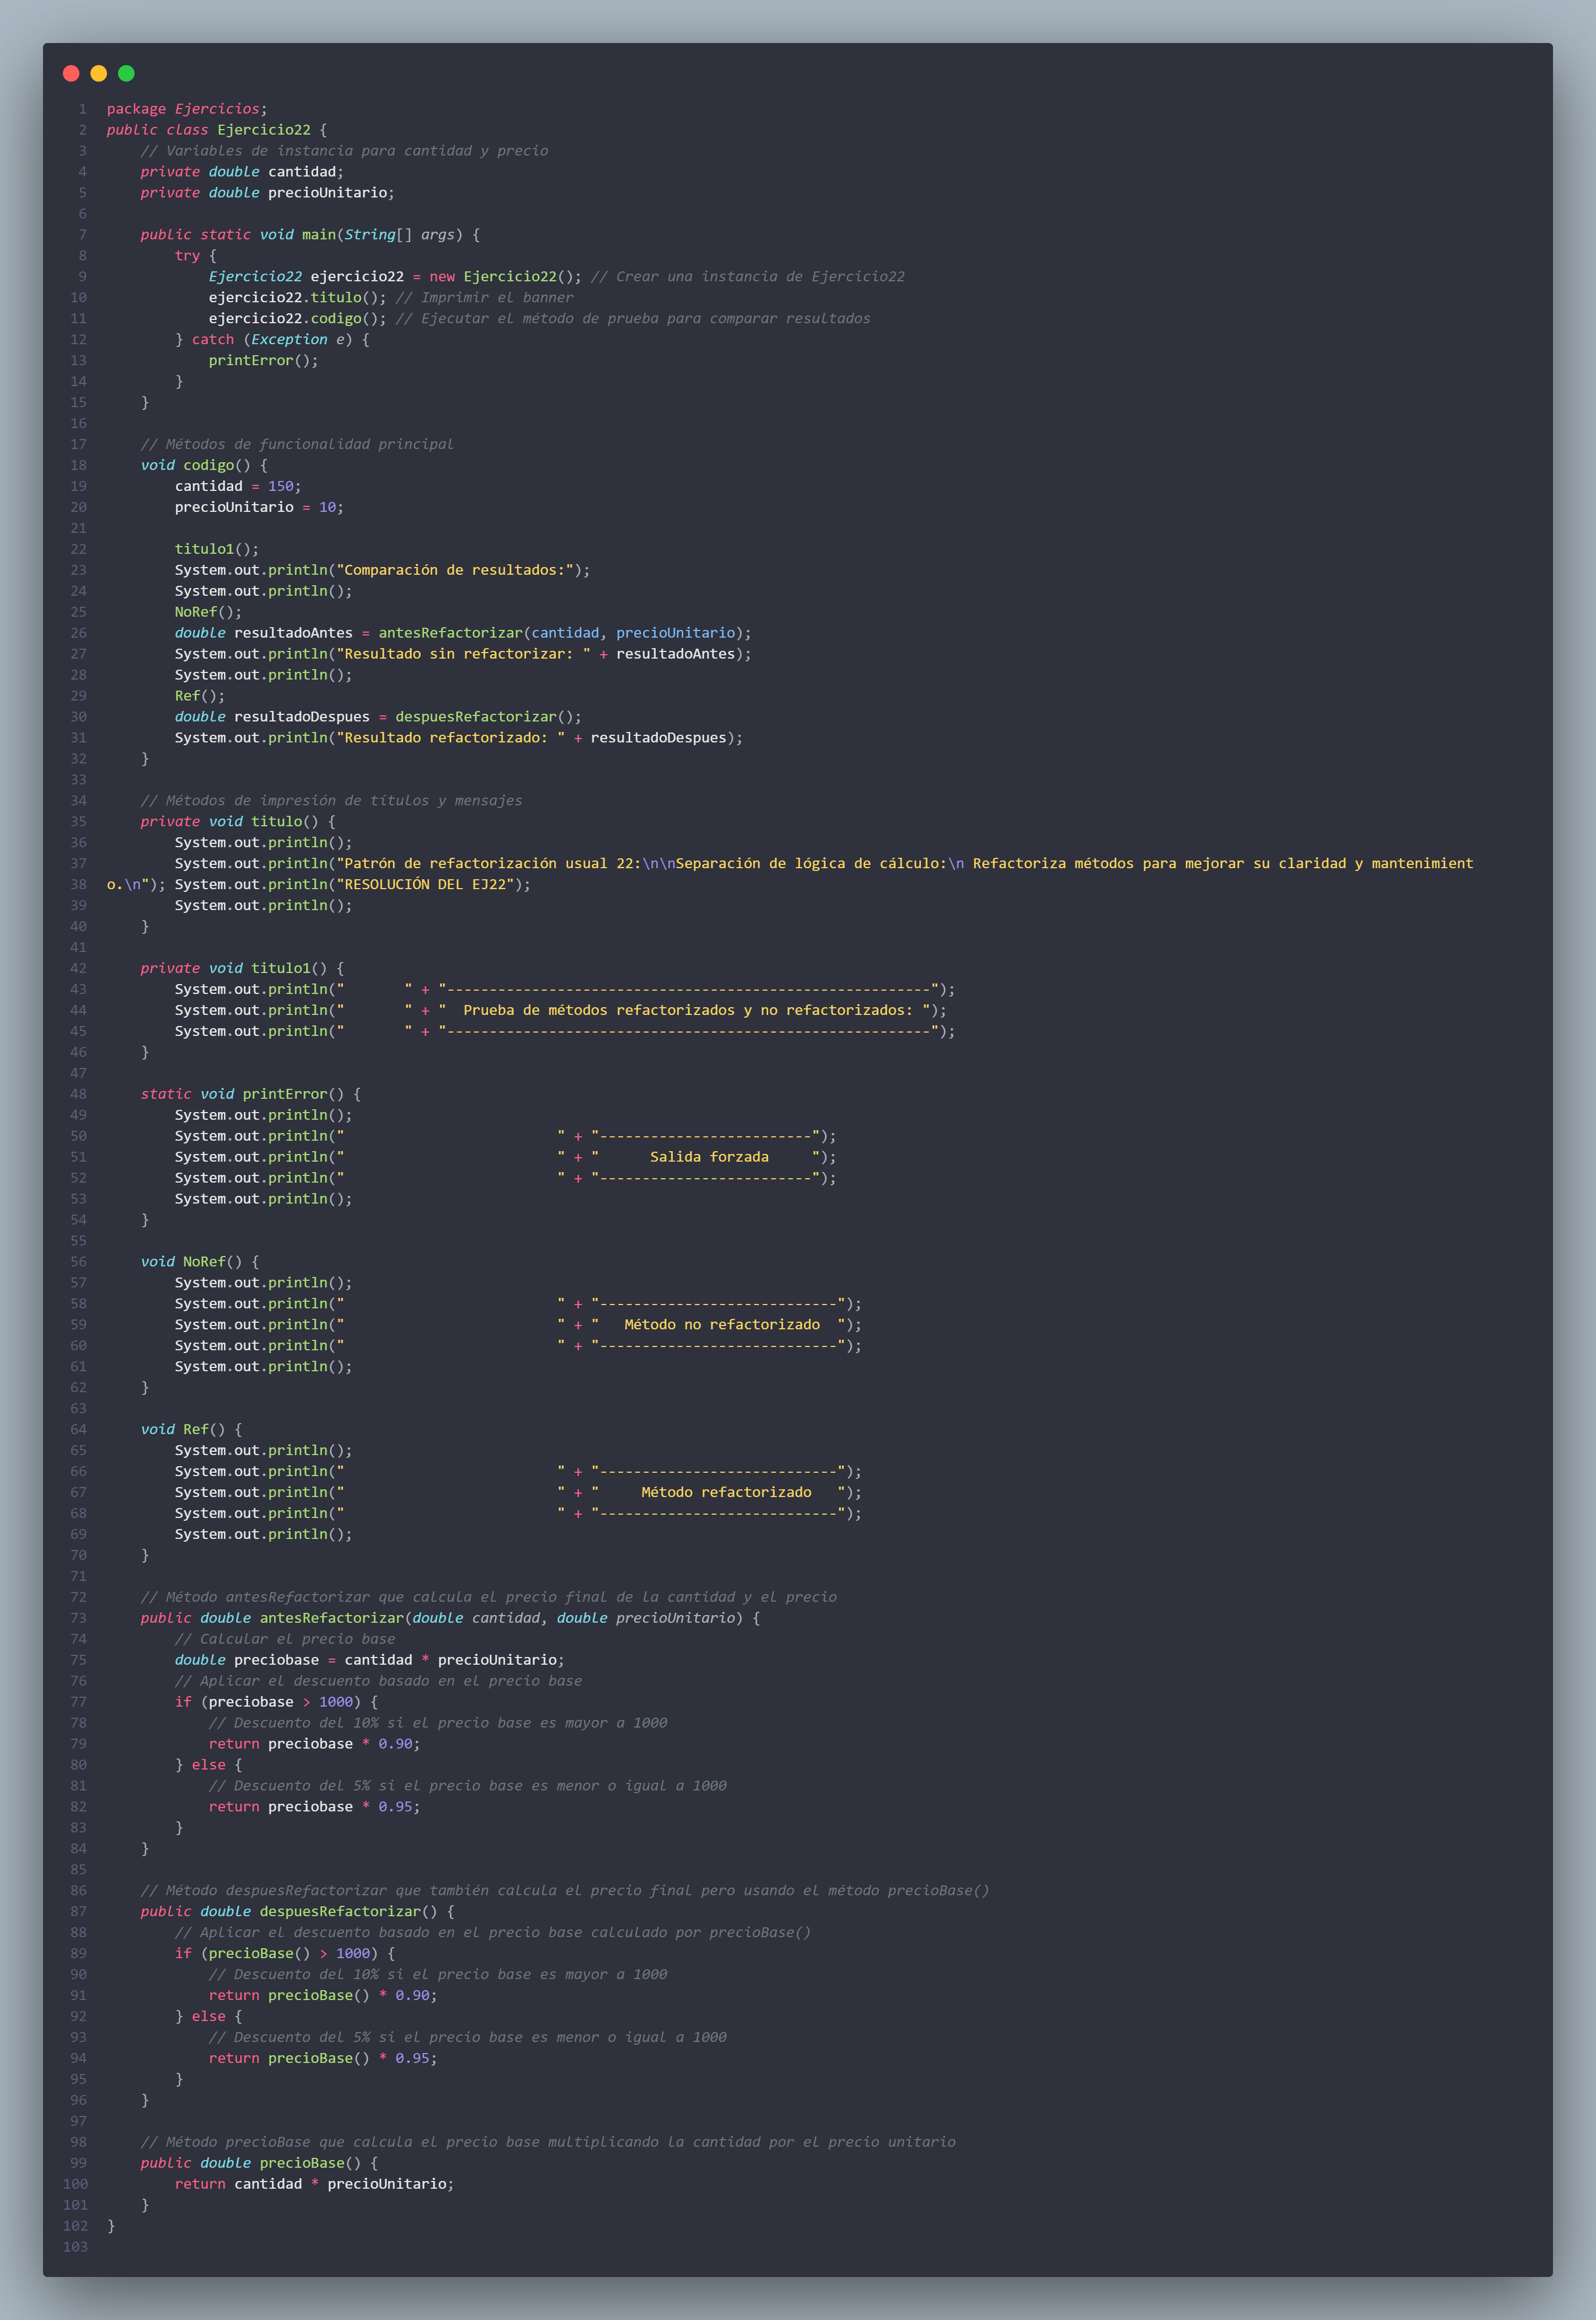 1 package Ejercicios;
2 public class Ejercicio22 {
3     // Variables de instancia para cantidad y precio
4     private double cantidad;
5     private double precioUnitario;
6
7     public static void main(String[] args) {
8         try {
9             Ejercicio22 ejercicio22 = new Ejercicio22(); // Crear una instancia de Ejercicio22
10             ejercicio22.titulo(); // Imprimir el banner
11             ejercicio22.codigo(); // Ejecutar el método de prueba para comparar resultados
12         } catch (Exception e) {
13             printError();
14         }
15     }
16
17     // Métodos de funcionalidad principal
18     void codigo() {
19         cantidad = 150;
20         precioUnitario = 10;
21
22         titulo1();
23         System.out.println("Comparación de resultados:");
24         System.out.println();
25         NoRef();
26         double resultadoAntes = antesRefactorizar(cantidad, precioUnitario);
27         System.out.println("Resultado sin refactorizar: " + resultadoAntes);
28         System.out.println();
29         Ref();
30         double resultadoDespues = despuesRefactorizar();
31         System.out.println("Resultado refactorizado: " + resultadoDespues);
32     }
33
34     // Métodos de impresión de títulos y mensajes
35     private void titulo() {
36         System.out.println();
37         System.out.println("Patrón de refactorización usual 22:\n\nSeparación de lógica de cálculo:\n Refactoriza métodos para mejorar su claridad y mantenimient
38 o.\n"); System.out.println("RESOLUCIÓN DEL EJ22");
39         System.out.println();
40     }
41
42     private void titulo1() {
43         System.out.println("       " + "---------------------------------------------------------");
44         System.out.println("       " + "  Prueba de métodos refactorizados y no refactorizados: ");
45         System.out.println("       " + "---------------------------------------------------------");
46     }
47
48     static void printError() {
49         System.out.println();
50         System.out.println("                         " + "-------------------------");
51         System.out.println("                         " + "      Salida forzada     ");
52         System.out.println("                         " + "-------------------------");
53         System.out.println();
54     }
55
56     void NoRef() {
57         System.out.println();
58         System.out.println("                         " + "----------------------------");
59         System.out.println("                         " + "   Método no refactorizado  ");
60         System.out.println("                         " + "----------------------------");
61         System.out.println();
62     }
63
64     void Ref() {
65         System.out.println();
66         System.out.println("                         " + "----------------------------");
67         System.out.println("                         " + "     Método refactorizado   ");
68         System.out.println("                         " + "----------------------------");
69         System.out.println();
70     }
71
72     // Método antesRefactorizar que calcula el precio final de la cantidad y el precio
73     public double antesRefactorizar(double cantidad, double precioUnitario) {
74         // Calcular el precio base
75         double preciobase = cantidad * precioUnitario;
76         // Aplicar el descuento basado en el precio base
77         if (preciobase > 1000) {
78             // Descuento del 10% si el precio base es mayor a 1000
79             return preciobase * 0.90;
80         } else {
81             // Descuento del 5% si el precio base es menor o igual a 1000
82             return preciobase * 0.95;
83         }
84     }
85
86     // Método despuesRefactorizar que también calcula el precio final pero usando el método precioBase()
87     public double despuesRefactorizar() {
88         // Aplicar el descuento basado en el precio base calculado por precioBase()
89         if (precioBase() > 1000) {
90             // Descuento del 10% si el precio base es mayor a 1000
91             return precioBase() * 0.90;
92         } else {
93             // Descuento del 5% si el precio base es menor o igual a 1000
94             return precioBase() * 0.95;
95         }
96     }
97
98     // Método precioBase que calcula el precio base multiplicando la cantidad por el precio unitario
99     public double precioBase() {
100         return cantidad * precioUnitario;
101     }
102 }
103